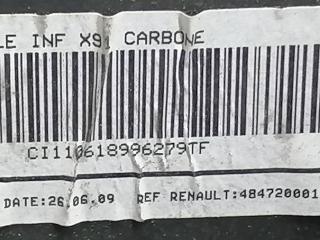 LE INF X91 CARBONE
CI110618996279TF
DATE:26.06.09 REF RENAULT:484720001